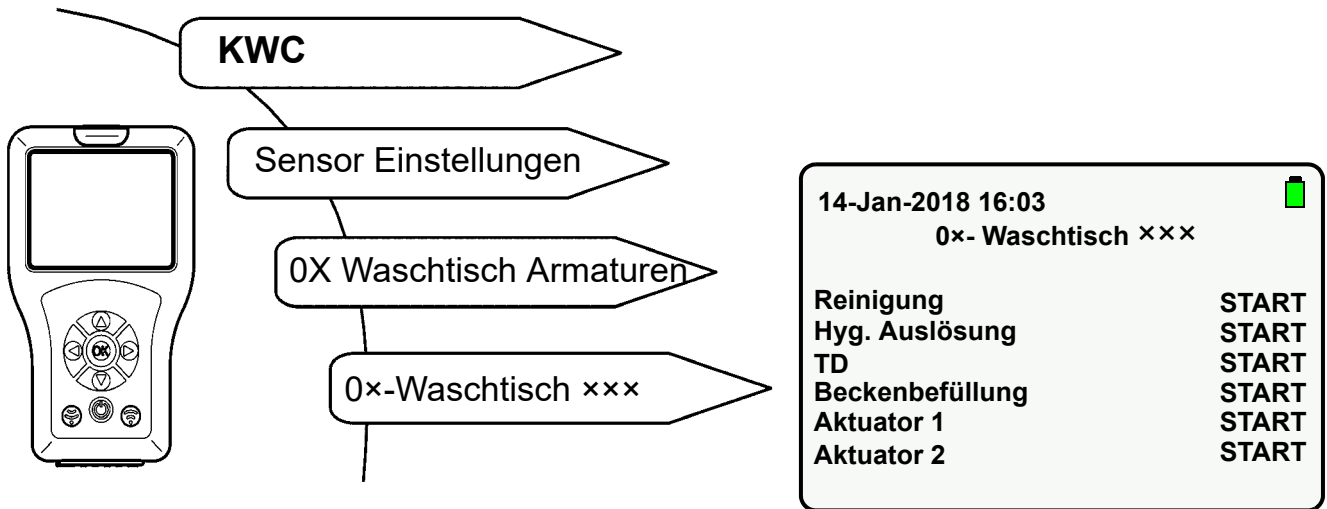 KWC
Sensor Einstellungen
0X Waschtisch Armaturen
0×-Waschtisch ×××
OK
14-Jan-2018 16:03
0×- Waschtisch ×××
Reinigung START
Hyg. Auslösung START
TD START
Beckenbefüllung START
Aktuator 1 START
Aktuator 2 START